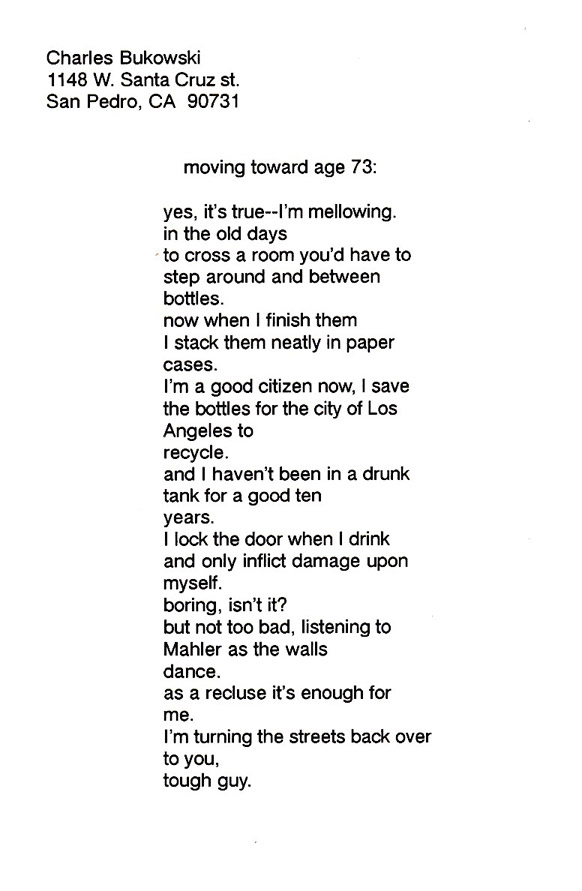 Charles Bukowski
1148 W. Santa Cruz st.
San Pedro, CA 90731
moving toward age 73:
yes, it's true--I'm mellowing.
in the old days
to cross a room you'd have to
step around and between
bottles.
now when I finish them
I stack them neatly in paper
cases.
I'm a good citizen now, I save
the bottles for the city of Los
Angeles to
recycle.
and I haven't been in a drunk
tank for a good ten
years.
I lock the door when I drink
and only inflict damage upon
myself.
boring, isn't it?
but not too bad, listening to
Mahler as the walls
dance.
as a recluse it's enough for
me.
I'm turning the streets back over
to you,
tough guy.